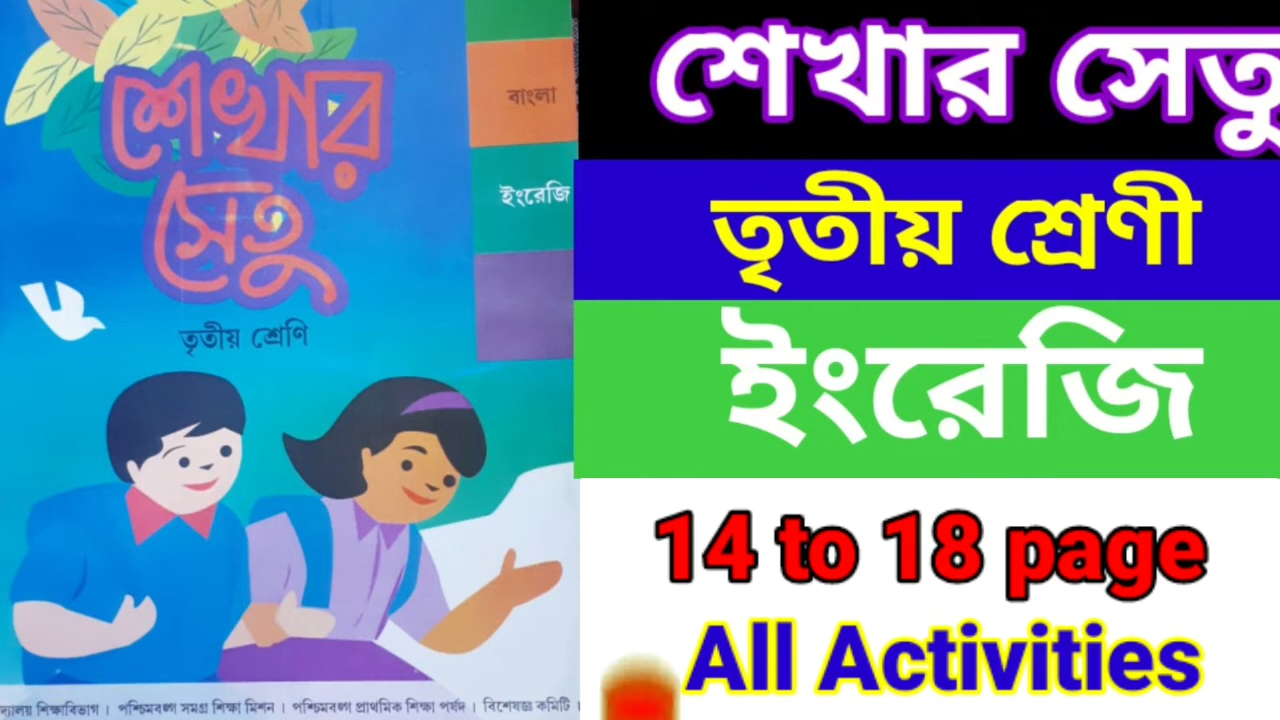 শেখার
সেতু
তৃতীয় শ্রেণি
বাংলা
ইংরেজি
শিক্ষাবিভাগ । পশ্চিমবঙ্গ সমগ্র শিক্ষা মিশন । পশ্চিমবঙ্গ প্রাথমিক শিক্ষা পর্ষদ । বিশেষজ্ঞ কমিটি ।
শেখার সেতু
তৃতীয় শ্রেণী
ইংরেজি
14 to 18 page
All Activities